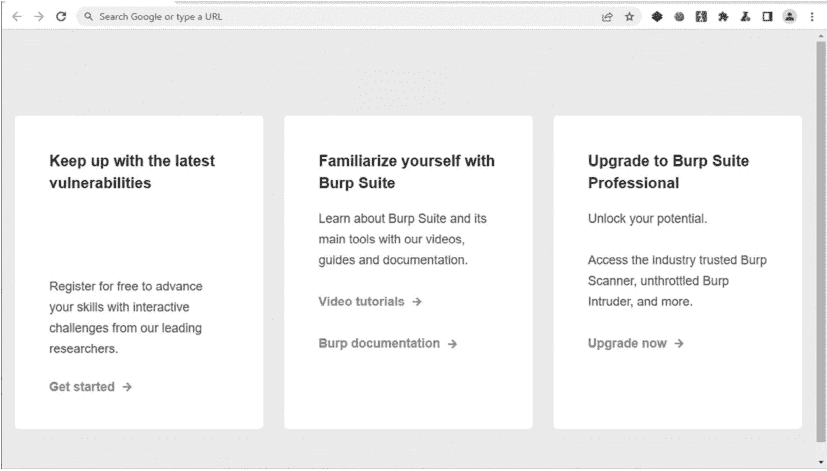 Search Google or type a URL
Keep up with the latest
vulnerabilities
Register for free to advance
your skills with interactive
challenges from our leading
researchers.
Get started →
Familiarize yourself with
Burp Suite
Learn about Burp Suite and its
main tools with our videos,
guides and documentation.
Video tutorials →
Burp documentation →
Upgrade to Burp Suite
Professional
Unlock your potential.
Access the industry trusted Burp
Scanner, unthrottled Burp
Intruder, and more.
Upgrade now →